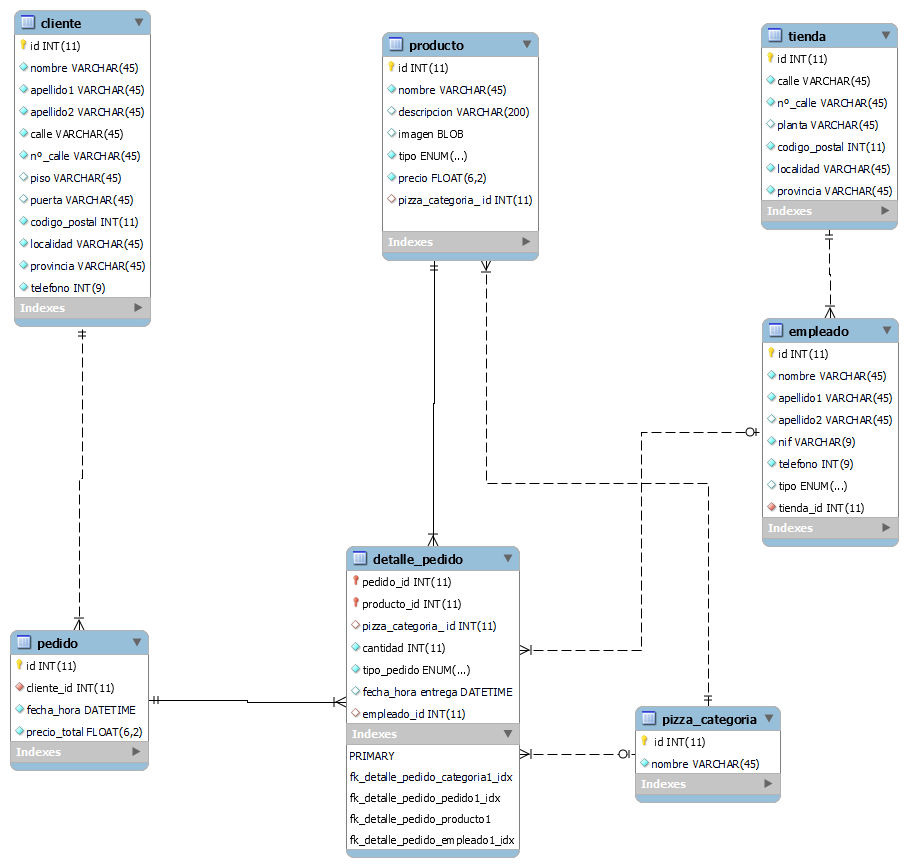 cliente
id INT(11)
nombre VARCHAR(45)
apellido1 VARCHAR(45)
apellido2 VARCHAR(45)
calle VARCHAR(45)
nº_calle VARCHAR(45)
piso VARCHAR(45)
puerta VARCHAR(45)
codigo_postal INT(11)
localidad VARCHAR(45)
provincia VARCHAR(45)
telefono INT(9)
Indexes
producto
id INT(11)
nombre VARCHAR(45)
descripcion VARCHAR(200)
imagen BLOB
tipo ENUM(...)
precio FLOAT(6,2)
pizza_categoria_ id INT(11)
Indexes
tienda
id INT(11)
calle VARCHAR(45)
nº_calle VARCHAR(45)
planta VARCHAR(45)
codigo_postal INT(11)
localidad VARCHAR(45)
provincia VARCHAR(45)
Indexes
empleado
id INT(11)
nombre VARCHAR(45)
apellido1 VARCHAR(45)
apellido2 VARCHAR(45)
nif VARCHAR(9)
telefono INT(9)
tipo ENUM(...)
tienda_id INT(11)
Indexes
pedido
id INT(11)
cliente_id INT(11)
fecha_hora DATETIME
precio_total FLOAT(6,2)
Indexes
detalle_pedido
pedido_id INT(11)
producto_id INT(11)
pizza_categoria_ id INT(11)
cantidad INT(11)
tipo_pedido ENUM(...)
fecha_hora entrega DATETIME
empleado_id INT(11)
Indexes
PRIMARY
fk_detalle_pedido_categoria1_idx
fk_detalle_pedido_pedido1_idx
fk_detalle_pedido_producto1
fk_detalle_pedido_empleado1_idx
pizza_categoria
id INT(11)
nombre VARCHAR(45)
Indexes